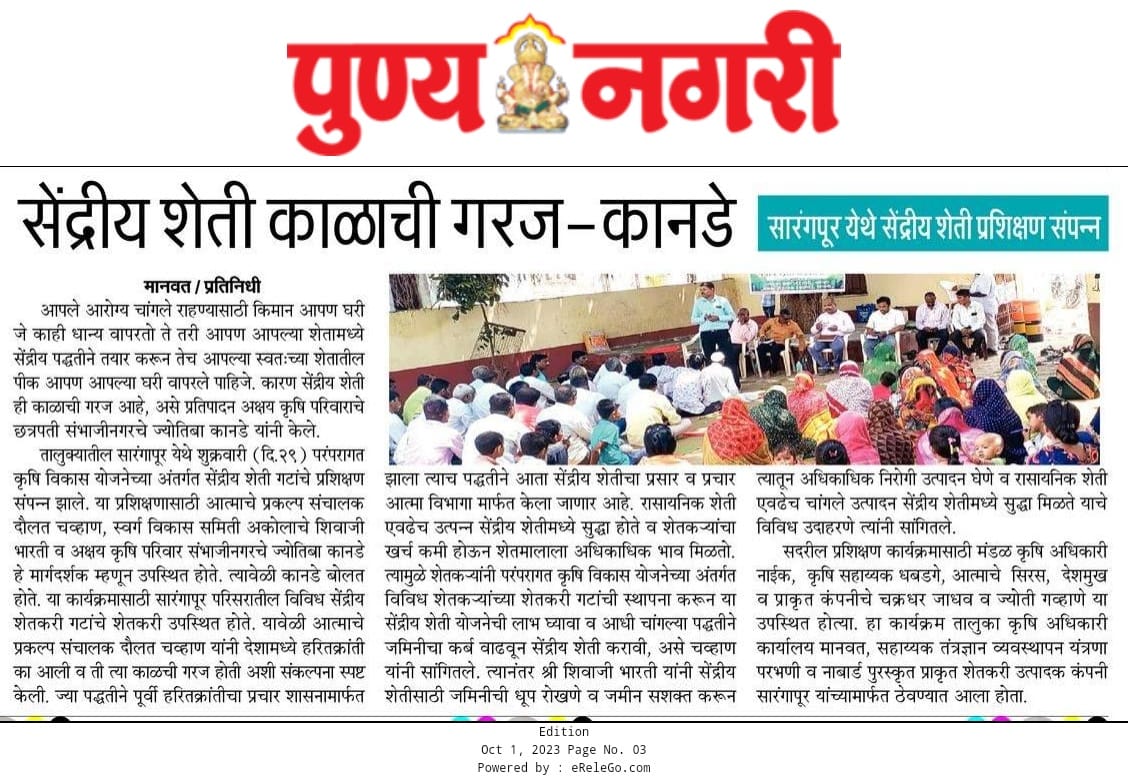 पुण्य नगरी
सेंद्रीय शेती काळाची गरज-कानडे
सारंगपूर येथे सेंद्रीय शेती प्रशिक्षण संपन्न
मानवत / प्रतिनिधी
आपले आरोग्य चांगले राहण्यासाठी किमान आपण घरी
जे काही धान्य वापरतो ते तरी आपण आपल्या शेतामध्ये
सेंद्रीय पद्धतीने तयार करून तेच आपल्या स्वतःच्या शेतातील
पीक आपण आपल्या घरी वापरले पाहिजे. कारण सेंद्रीय शेती
ही काळाची गरज आहे, असे प्रतिपादन अक्षय कृषि परिवाराचे
छत्रपती संभाजीनगरचे ज्योतिबा कानडे यांनी केले.
तालुक्यातील सारंगापूर येथे शुक्रवारी (दि.२९) परंपरागत
कृषि विकास योजनेच्या अंतर्गत सेंद्रीय शेती गटांचे प्रशिक्षण
संपन्न झाले. या प्रशिक्षणासाठी आत्माचे प्रकल्प संचालक
दौलत चव्हाण, स्वर्ग विकास समिती अकोलाचे शिवाजी
भारती व अक्षय कृषि परिवार संभाजीनगरचे ज्योतिबा कानडे
हे मार्गदर्शक म्हणून उपस्थित होते. त्यावेळी कानडे बोलत
होते. या कार्यक्रमासाठी सारंगापूर परिसरातील विविध सेंद्रीय
शेतकरी गटांचे शेतकरी उपस्थित होते. यावेळी आत्माचे
प्रकल्प संचालक दौलत चव्हाण यांनी देशामध्ये हरितक्रांती
का आली व ती त्या काळची गरज होती अशी संकल्पना स्पष्ट
केली. ज्या पद्धतीने पूर्वी हरितक्रांतीचा प्रचार शासनामार्फत
झाला त्याच पद्धतीने आता सेंद्रीय शेतीचा प्रसार व प्रचार
आत्मा विभागा मार्फत केला जाणार आहे. रासायनिक शेती
एवढेच उत्पन्न सेंद्रीय शेतीमध्ये सुद्धा होते व शेतकऱ्यांचा
खर्च कमी होऊन शेतमालाला अधिकाधिक भाव मिळतो.
त्यामुळे शेतकऱ्यांनी परंपरागत कृषि विकास योजनेच्या अंतर्गत
विविध शेतकऱ्यांच्या शेतकरी गटांची स्थापना करून या
सेंद्रीय शेती योजनेची लाभ घ्यावा व आधी चांगल्या पद्धतीने
जमिनीचा कर्ब वाढवून सेंद्रीय शेती करावी, असे चव्हाण
यांनी सांगितले. त्यानंतर श्री शिवाजी भारती यांनी सेंद्रीय
शेतीसाठी जमिनीची धूप रोखणे व जमीन सशक्त करून
त्यातून अधिकाधिक निरोगी उत्पादन घेणे व रासायनिक शेती
एवढेच चांगले उत्पादन सेंद्रीय शेतीमध्ये सुद्धा मिळते याचे
विविध उदाहरणे त्यांनी सांगितले.
सदरील प्रशिक्षण कार्यक्रमासाठी मंडळ कृषि अधिकारी
नाईक, कृषि सहाय्यक धबडगे, आत्माचे सिरस, देशमुख
व प्राकृत कंपनीचे चक्रधर जाधव व ज्योती गव्हाणे या
उपस्थित होत्या. हा कार्यक्रम तालुका कृषि अधिकारी
कार्यालय मानवत, सहाय्यक तंत्रज्ञान व्यवस्थापन यंत्रणा
परभणी व नाबार्ड पुरस्कृत प्राकृत शेतकरी उत्पादक कंपनी
सारंगापूर यांच्यामार्फत ठेवण्यात आला होता.
Edition
Oct 1, 2023 Page No. 03
Powered by : eReleGo.com